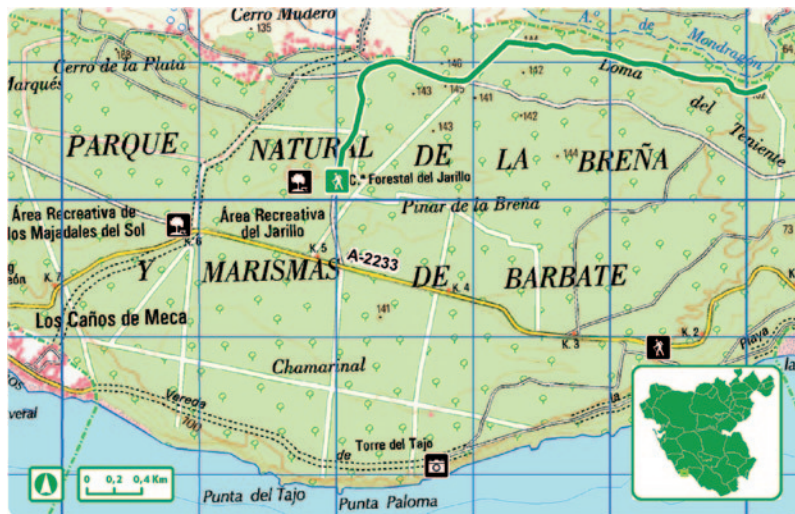 Cerro Mudero
135
A.º de
Mondragón
Cerro de la Plata
Marqués
146
142
64
Loma
del
Teniente
143
145
141
142
143
144
PARQUE NATURAL DE LA BREÑA
C.ª Forestal del Jarillo
Pinar de la Breña
Área Recreativa de
los Majadales del Sol
Área Recreativa
del Jarillo
73
K. 6
K. 5
A-2233
Y MARISMAS DE BARBATE
K. 7
K. 4
141
K. 3
K. 2
Los Caños de Meca
Playa
Chamarinal
Vereda
100
de
la
Torre del Tajo
0 0,2 0,4 Km
Punta del Tajo
Punta Paloma